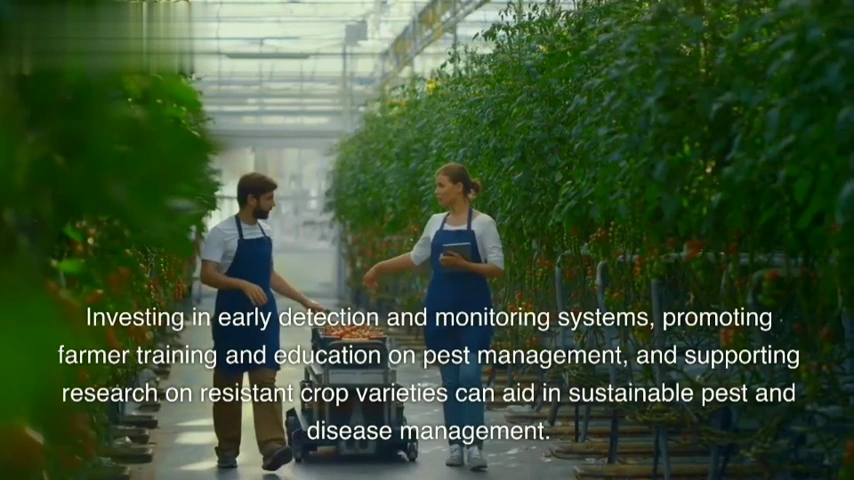 Investing in early detection and monitoring systems, promoting
farmer training and education on pest management, and supporting
research on resistant crop varieties can aid in sustainable pest and
disease management.